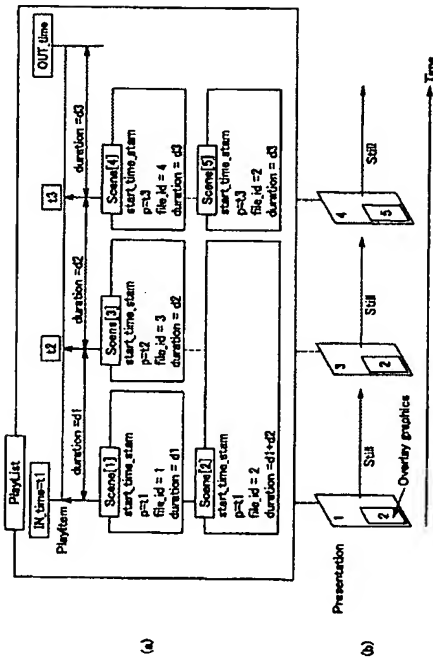 PlayList
IN_time=t1
t2
t3
OUT_time
PlayItem
duration =d1
duration =d2
duration =d3
(a)
Scene[1]
start_time_stam
p=t1
file_id = 1
duration = d1
Scene[3]
start_time_stam
p=t2
file_id = 3
duration = d2
Scene[4]
start_time_stam
p=t3
file_id = 4
duration = d3
Scene[2]
start_time_stam
p=t1
file_id = 2
duration =d1+d2
Scene[5]
start_time_stam
p=t3
file_id =2
duration = d3
(b)
Presentation
1
2
Still
3
2
Still
4
5
Still
Overlay graphics
Time